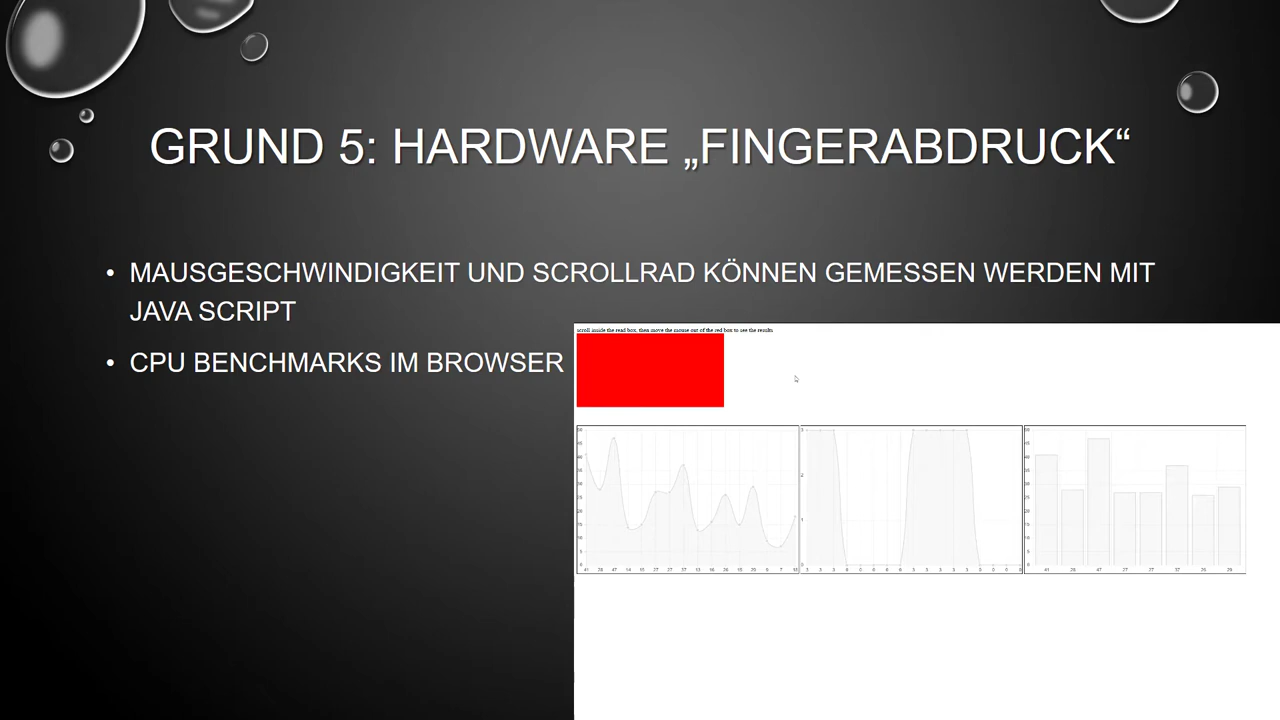 GRUND 5: HARDWARE „FINGERABDRUCK“
• MAUSGESCHWINDIGKEIT UND SCROLLRAD KÖNNEN GEMESSEN WERDEN MIT
JAVA SCRIPT
• CPU BENCHMARKS IM BROWSER
scroll inside the read box, then move the mouse out of the red box to see the results